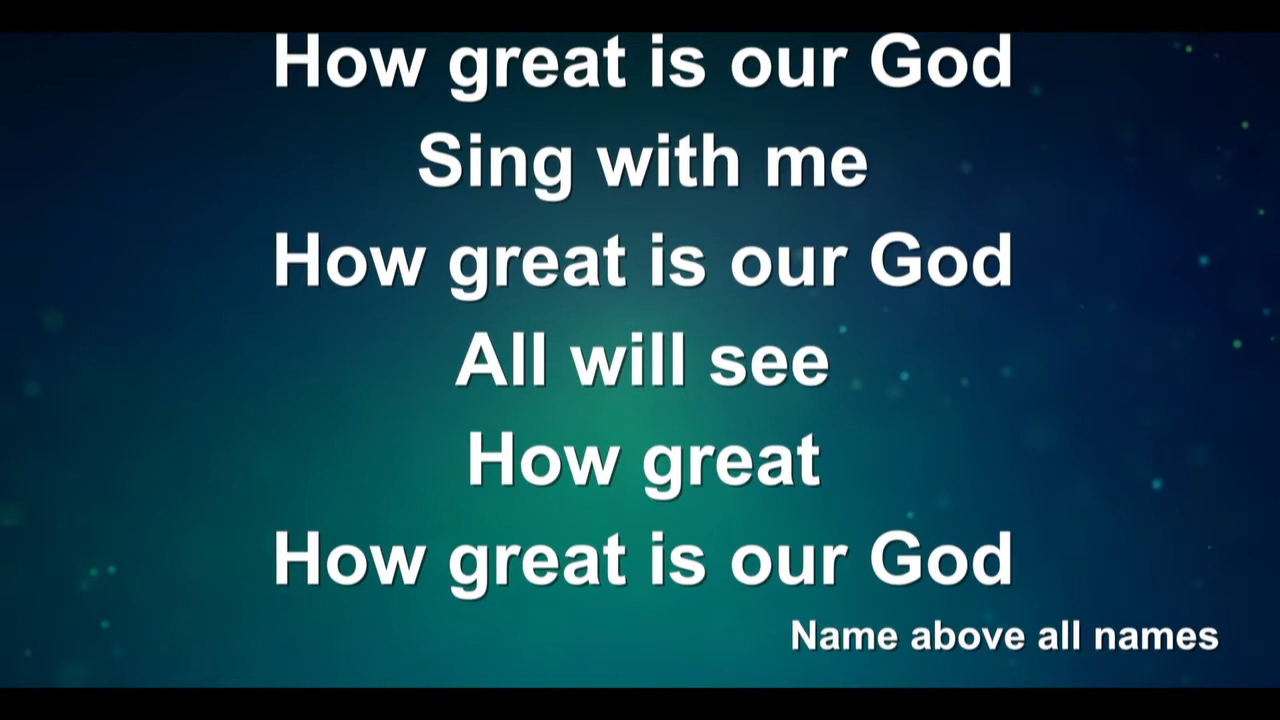 How great is our God
Sing with me
How great is our God
All will see
How great
How great is our God
Name above all names